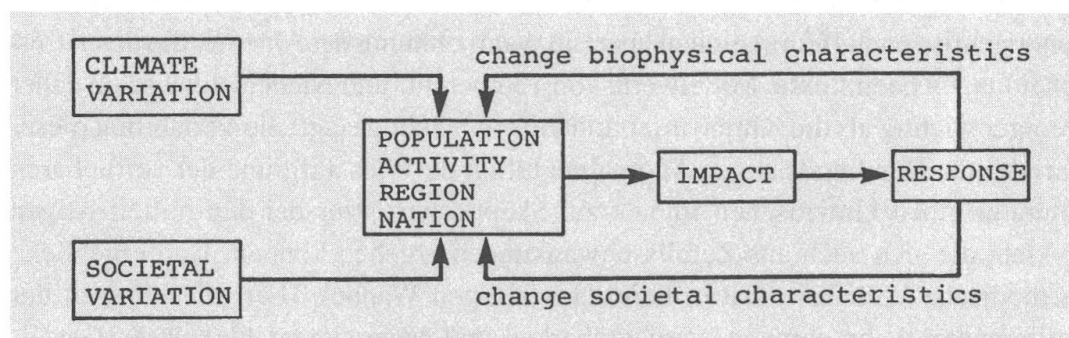 CLIMATE
VARIATION
change biophysical characteristics
POPULATION
ACTIVITY
REGION
NATION
IMPACT
RESPONSE
SOCIETAL
VARIATION
change societal characteristics